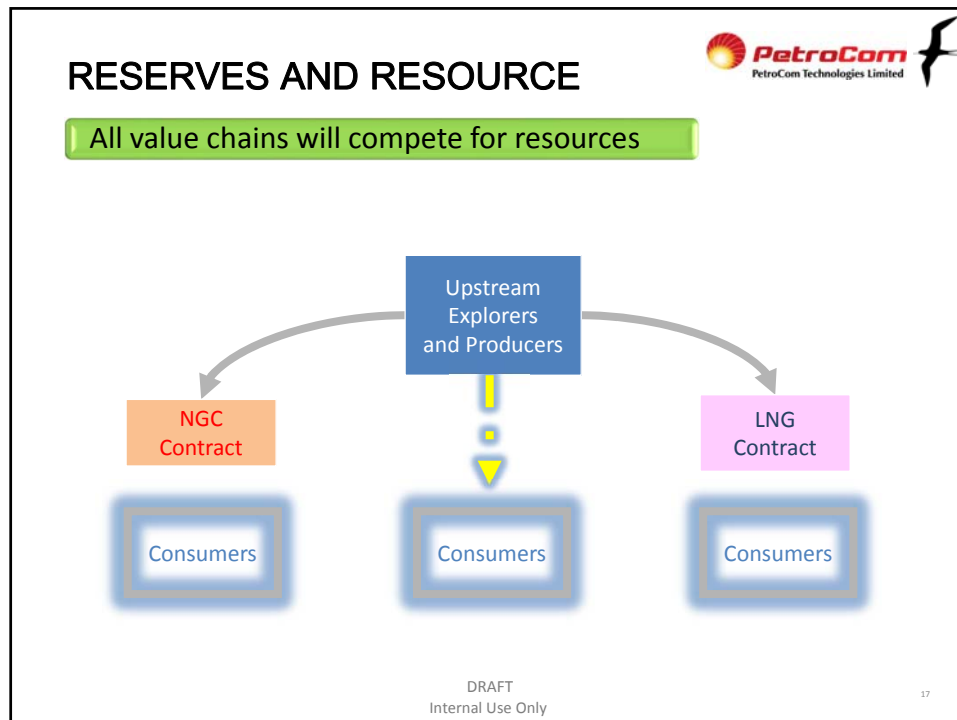 RESERVES AND RESOURCE
PetroCom
PetroCom Technologies Limited
All value chains will compete for resources
Upstream
Explorers
and Producers
NGC
Contract
LNG
Contract
Consumers
Consumers
Consumers
DRAFT
Internal Use Only
17